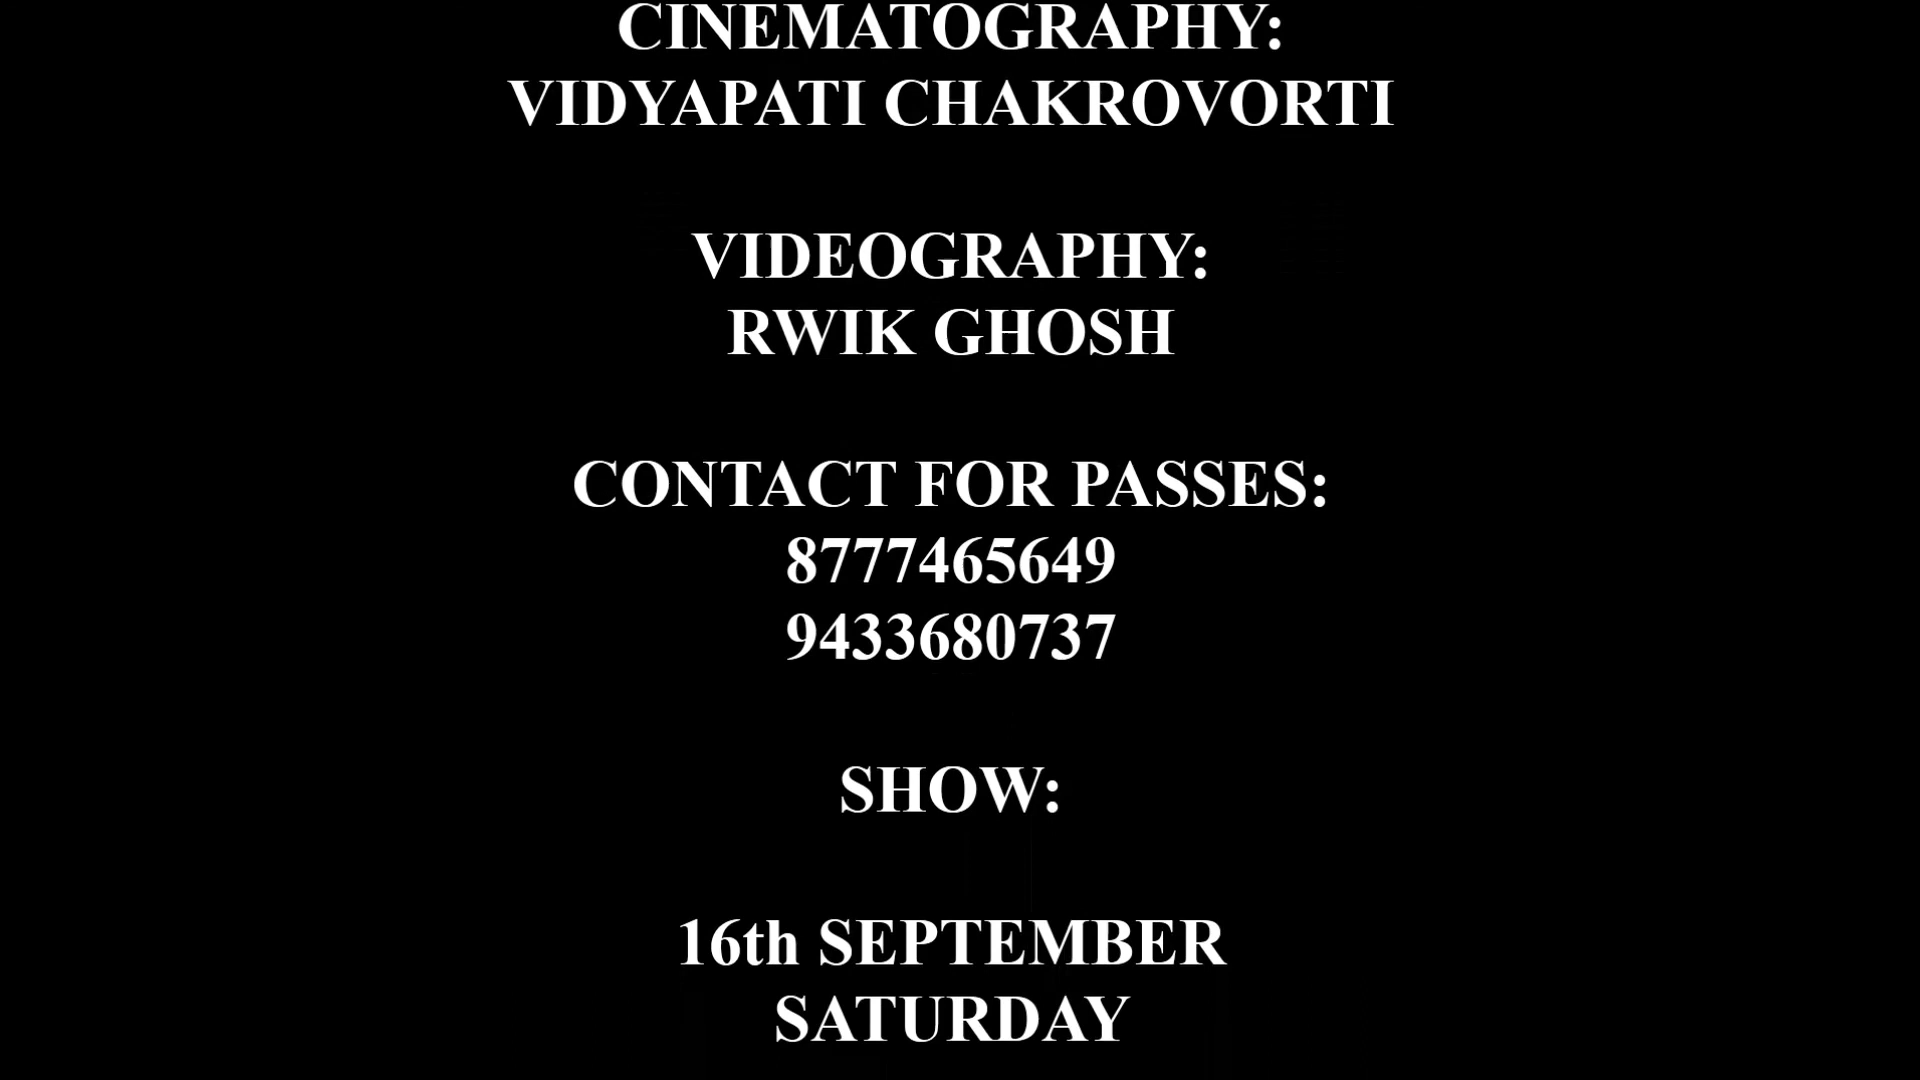 CINEMATOGRAPHY:
VIDYAPATI CHAKROVORTI
VIDEOGRAPHY:
RWIK GHOSH
CONTACT FOR PASSES:
8777465649
9433680737
SHOW:
16th SEPTEMBER
SATURDAY